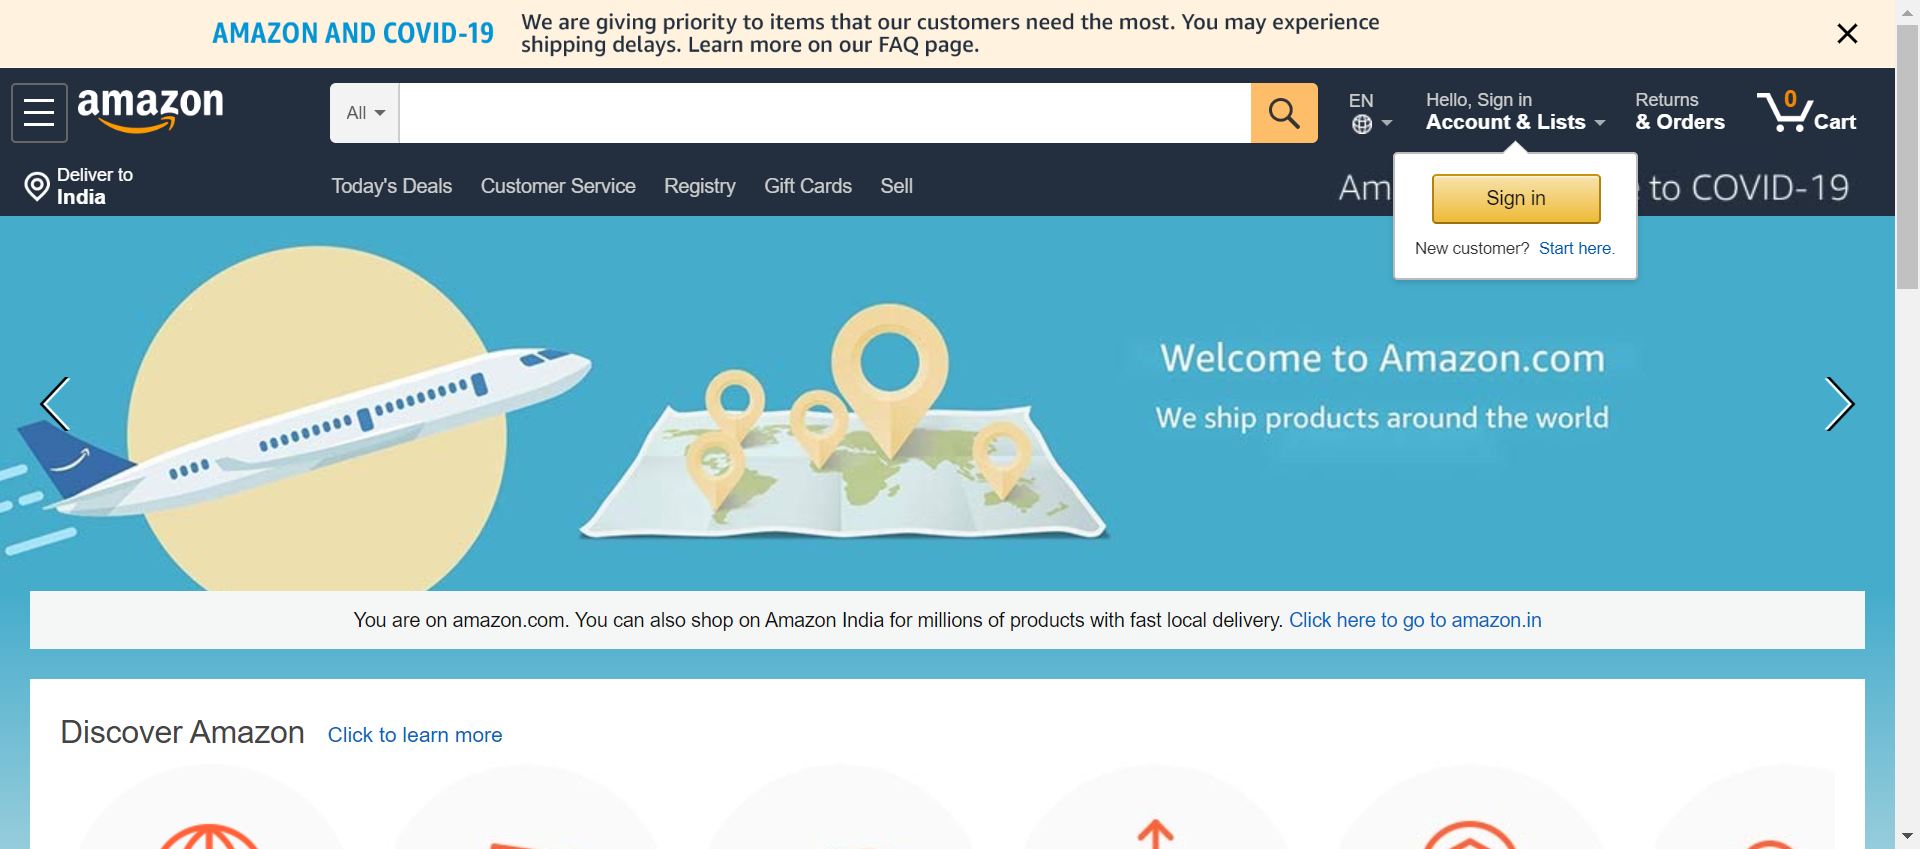 AMAZON AND COVID-19
We are giving priority to items that our customers need the most. You may experience
shipping delays. Learn more on our FAQ page.
amazon
All
EN
Hello, Sign in
Account & Lists
Returns
& Orders
0
Cart
Deliver to
India
Today's Deals
Customer Service
Registry
Gift Cards
Sell
Am
to COVID-19
Sign in
New customer? Start here.
Welcome to Amazon.com
We ship products around the world
You are on amazon.com. You can also shop on Amazon India for millions of products with fast local delivery. Click here to go to amazon.in
Discover Amazon
Click to learn more